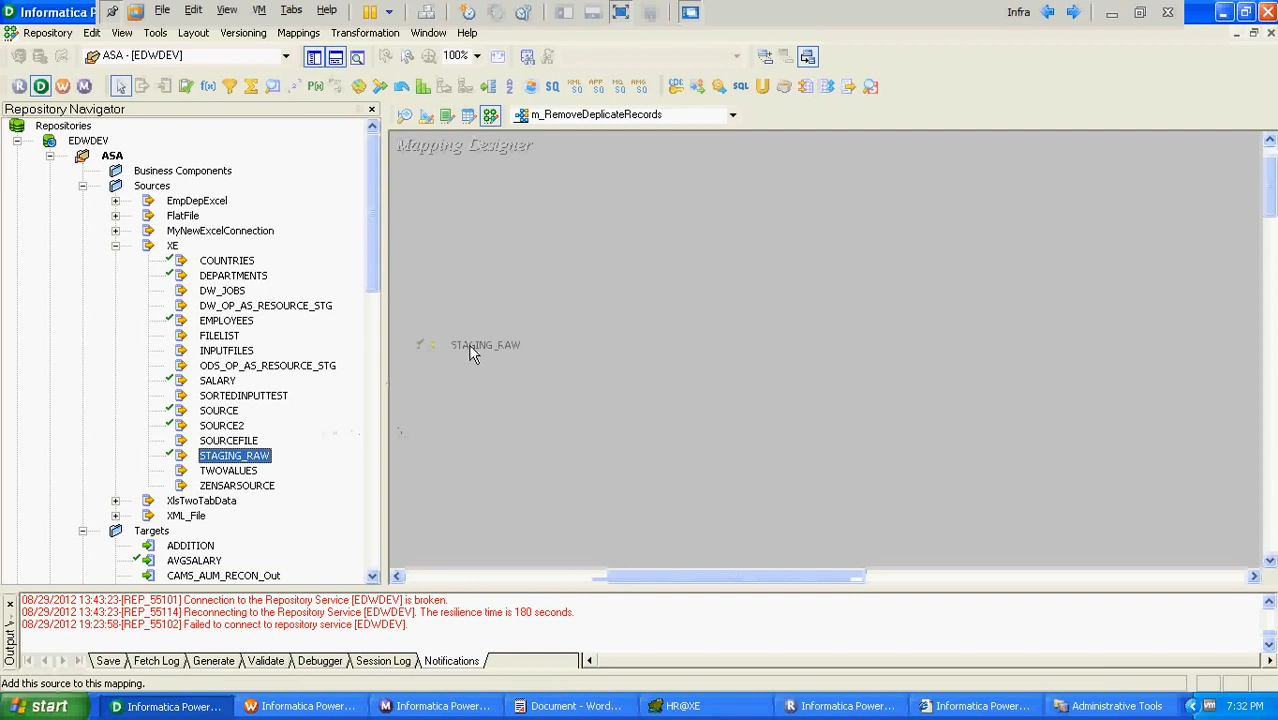 Informatica P
File Edit View VM Tabs Help
Infra
Repository Edit View Tools Layout Versioning Mappings Transformation Window Help
ASA - [EDWDEV]
100%
Repository Navigator
m_RemoveDeplicateRecords
Repositories
EDWDEV
ASA
Business Components
Sources
EmpDepExcel
FlatFile
MyNewExcelConnection
XE
COUNTRIES
DEPARTMENTS
DW_JOBS
DW_OP_AS_RESOURCE_STG
EMPLOYEES
FILELIST
INPUTFILES
ODS_OP_AS_RESOURCE_STG
SALARY
SORTEDINPUTTEST
SOURCE
SOURCE2
SOURCEFILE
STAGING_RAW
TWOVALUES
ZENSARSOURCE
XlsTwoTabData
XML_File
Targets
ADDITION
AVGSALARY
CAMS_AUM_RECON_Out
Mapping Designer
STAGING_RAW
08/29/2012 13:43:23-[REP_55101] Connection to the Repository Service [EDWDEV] is broken.
08/29/2012 13:43:23-[REP_55114] Reconnecting to the Repository Service [EDWDEV]. The resilience time is 180 seconds.
08/29/2012 19:23:58-[REP_55102] Failed to connect to repository service [EDWDEV].
Save Fetch Log Generate Validate Debugger Session Log Notifications
Add this source to this mapping.
start Informatica Power... Informatica Power... Informatica Power... Document - Word... HR@XE Informatica Power... Informatica Power... Administrative Tools 7:32 PM